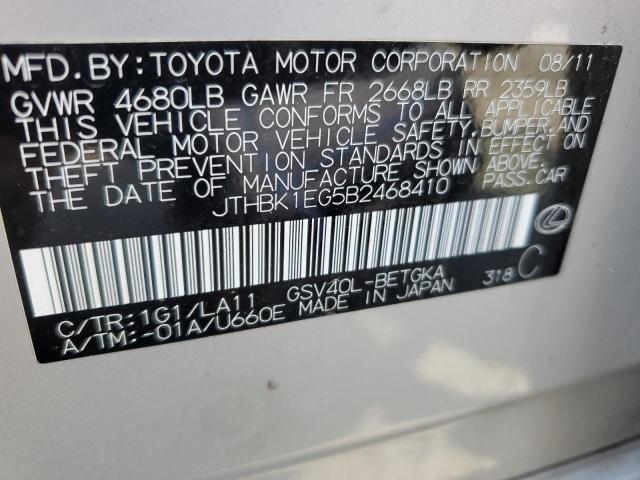 MFD.BY:TOYOTA MOTOR CORPORATION 08/11
GVWR 4680LB GAWR FR 2668LB RR 2359LB
THIS VEHICLE CONFORMS TO ALL APPLICABLE
FEDERAL MOTOR VEHICLE SAFETY,BUMPER,AND
THEFT PREVENTION STANDARDS IN EFFECT ON
THE DATE OF MANUFACTURE SHOWN ABOVE.
JTHBK1EG5B2468410 PASS.CAR
C/TR:1G1/LA11 GSV40L-BETGKA 318 C
A/TM:-01A/U660E MADE IN JAPAN